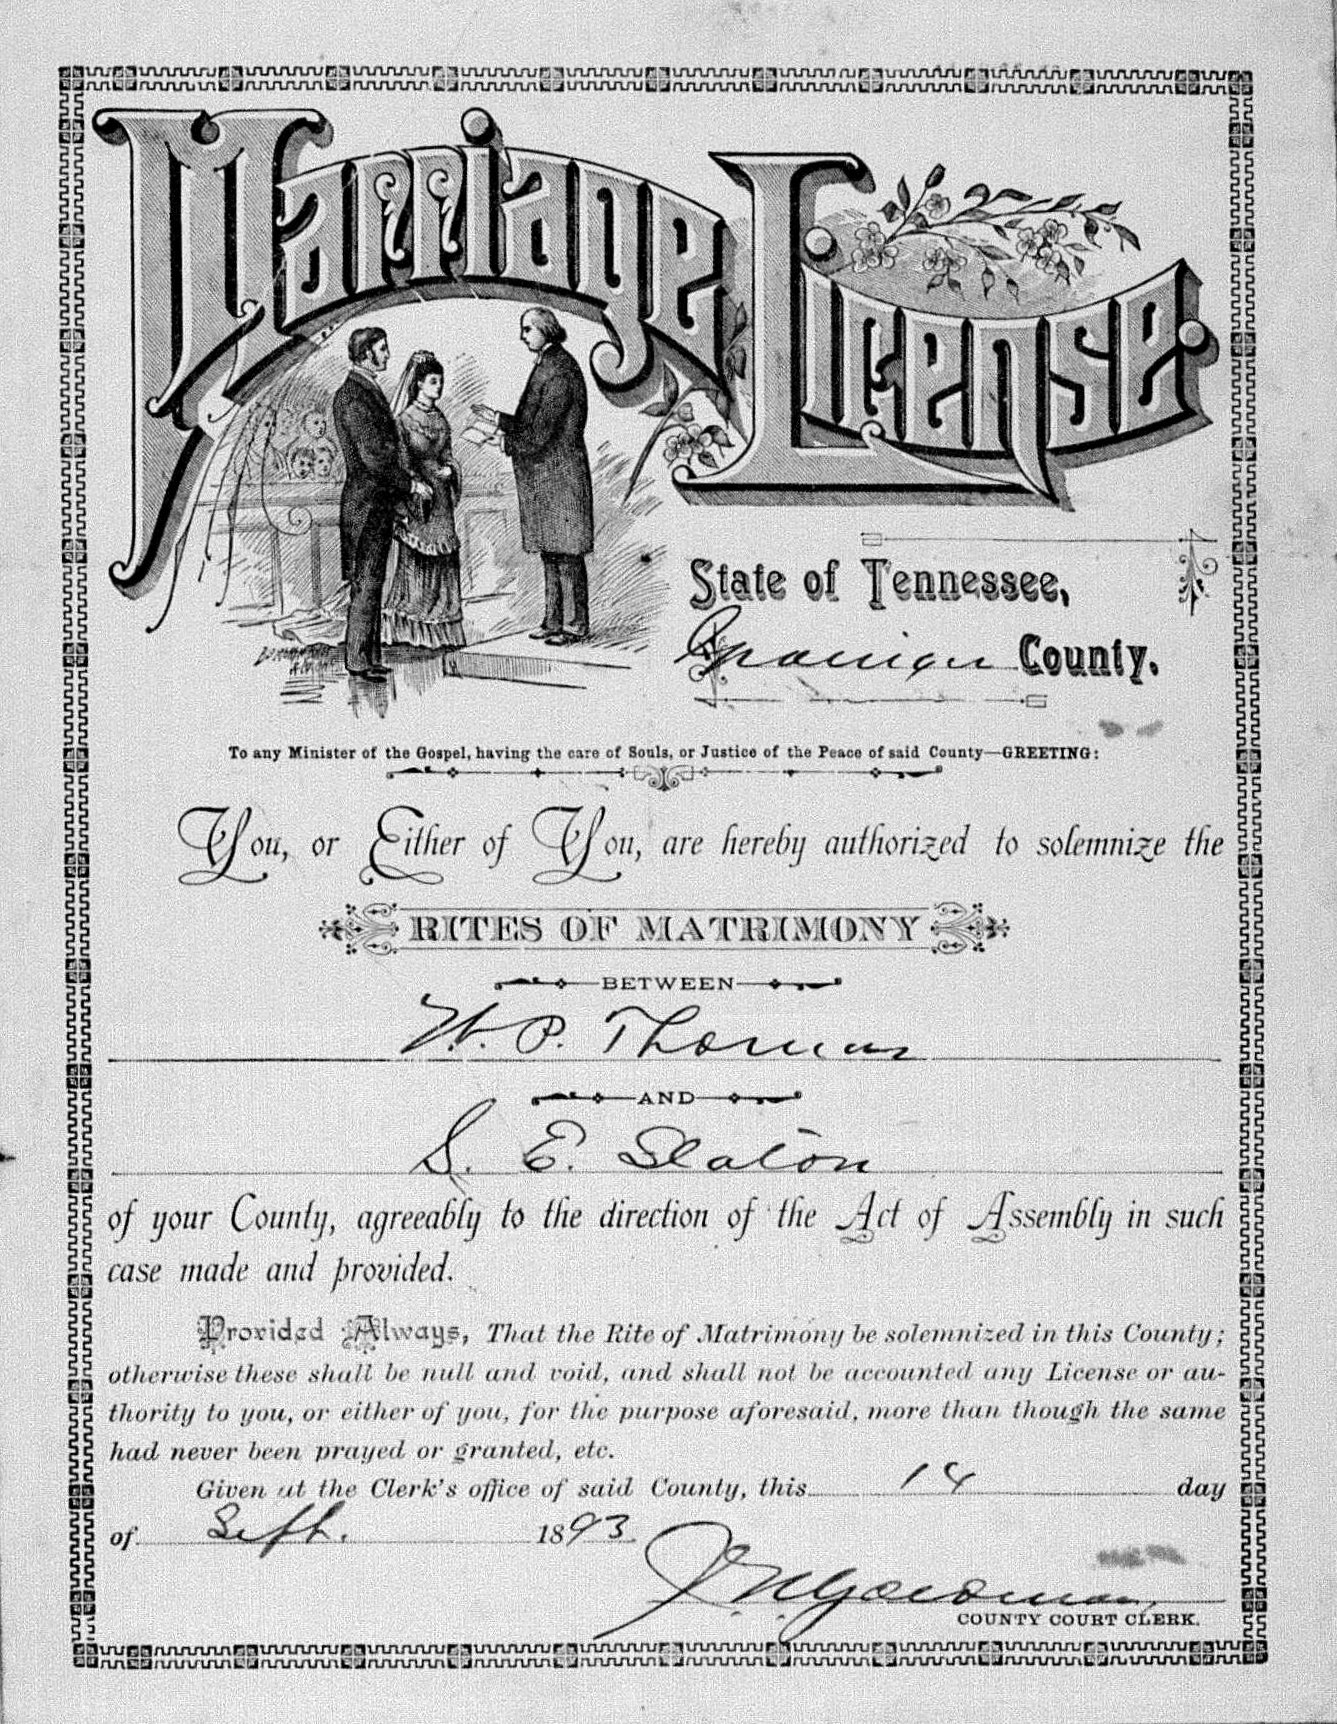 Marriage License.
State of Tennessee,
County.
To any Minister of the Gospel, having the care of Souls, or Justice of the Peace of said County—GREETING:
You, or Either of You, are hereby authorized to solemnize the
RITES OF MATRIMONY
BETWEEN
W. P. Thomas
AND
S. E. Slaton
of your County, agreeably to the direction of the Act of Assembly in such
case made and provided.
Provided Always, That the Rite of Matrimony be solemnized in this County;
otherwise these shall be null and void, and shall not be accounted any License or au-
thority to you, or either of you, for the purpose aforesaid, more than though the same
had never been prayed or granted, etc.
Given at the Clerk's office of said County, this 14 day
of Sept. 1893
COUNTY COURT CLERK.